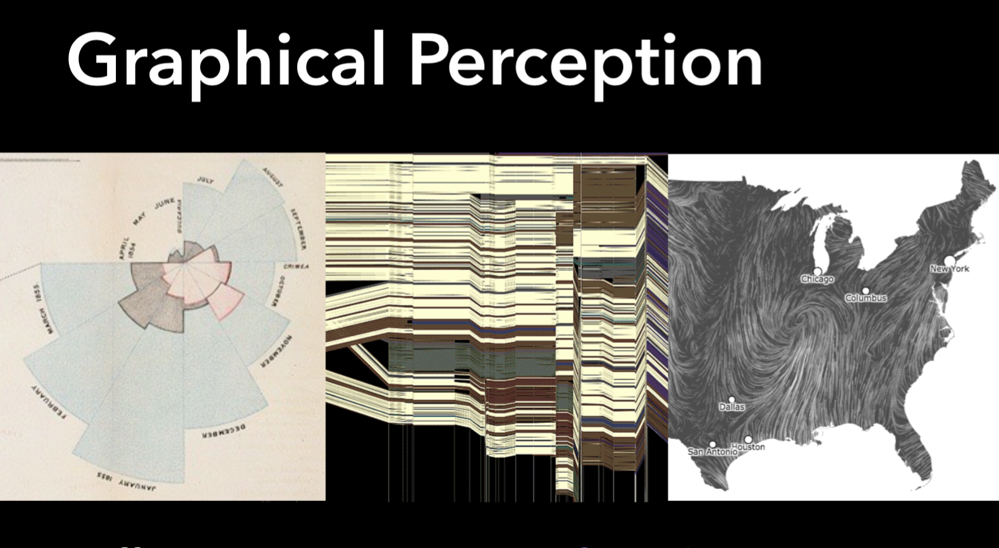 Graphical Perception
JULY
AUGUST
SEPTEMBER
CRIMEA
OCTOBER
NOVEMBER
DECEMBER
JANUARY 1855
FEBRUARY
MARCH 1855.
APRIL
1854
MAY
JUNE
BULGARIA
Chicago
Columbus
New York
Dallas
San Antonio
Houston